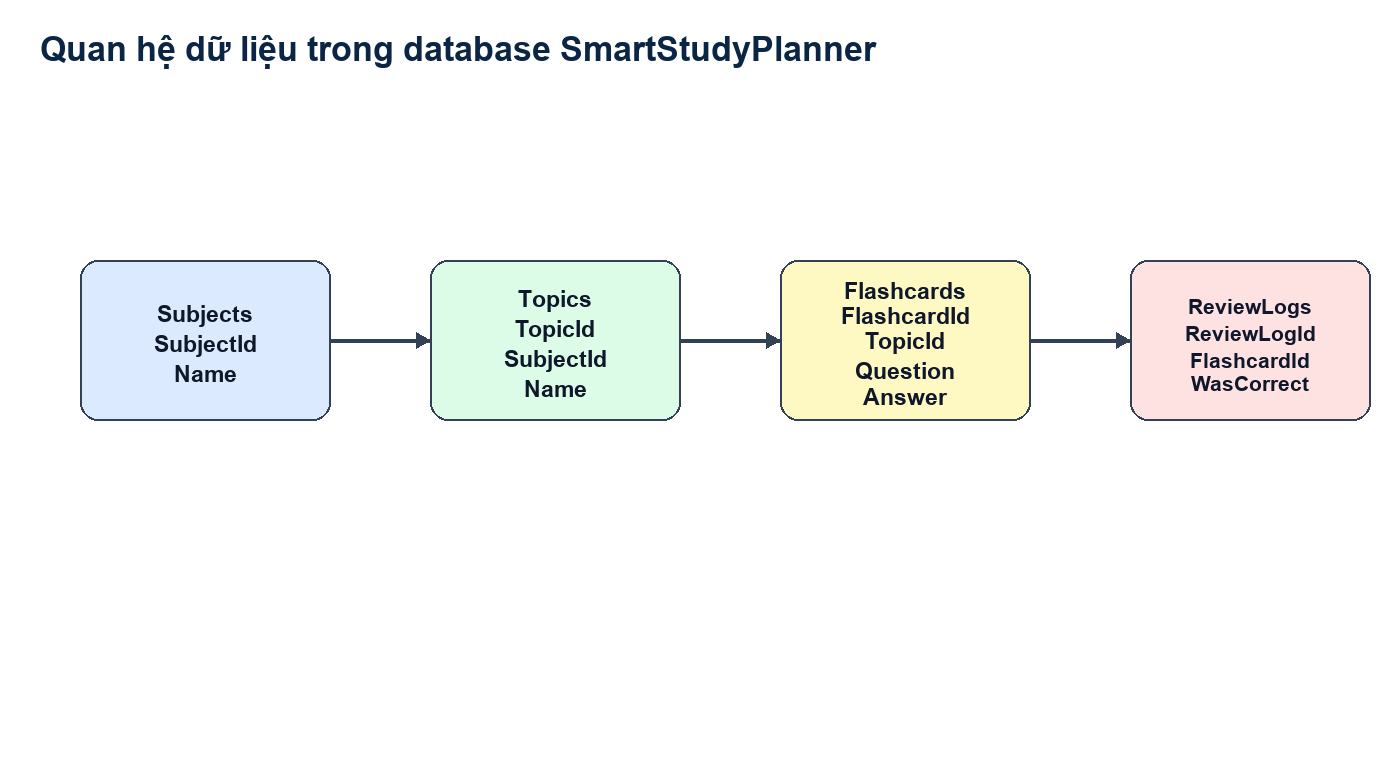 Quan hệ dữ liệu trong database SmartStudyPlanner
Subjects
SubjectId
Name
Topics
TopicId
SubjectId
Name
Flashcards
FlashcardId
TopicId
Question
Answer
ReviewLogs
ReviewLogId
FlashcardId
WasCorrect